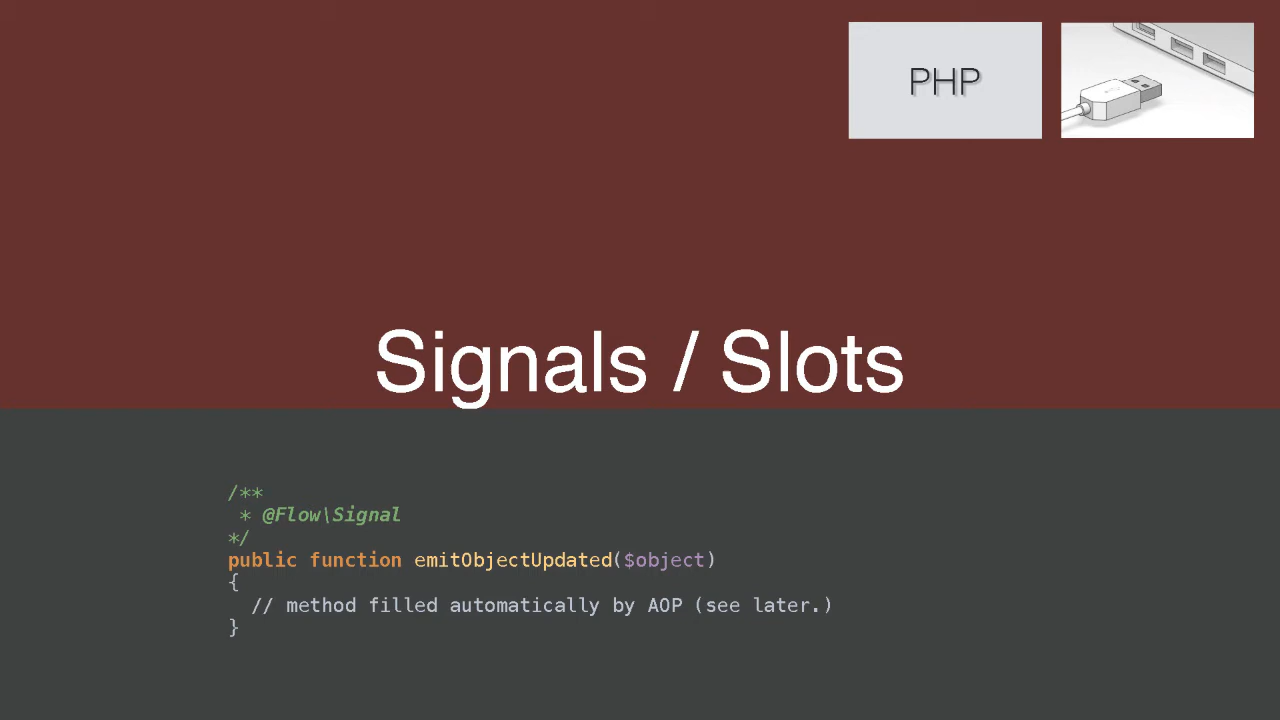 PHP
Signals / Slots
/**
 * @Flow\Signal
*/
public function emitObjectUpdated($object)
{
  // method filled automatically by AOP (see later.)
}